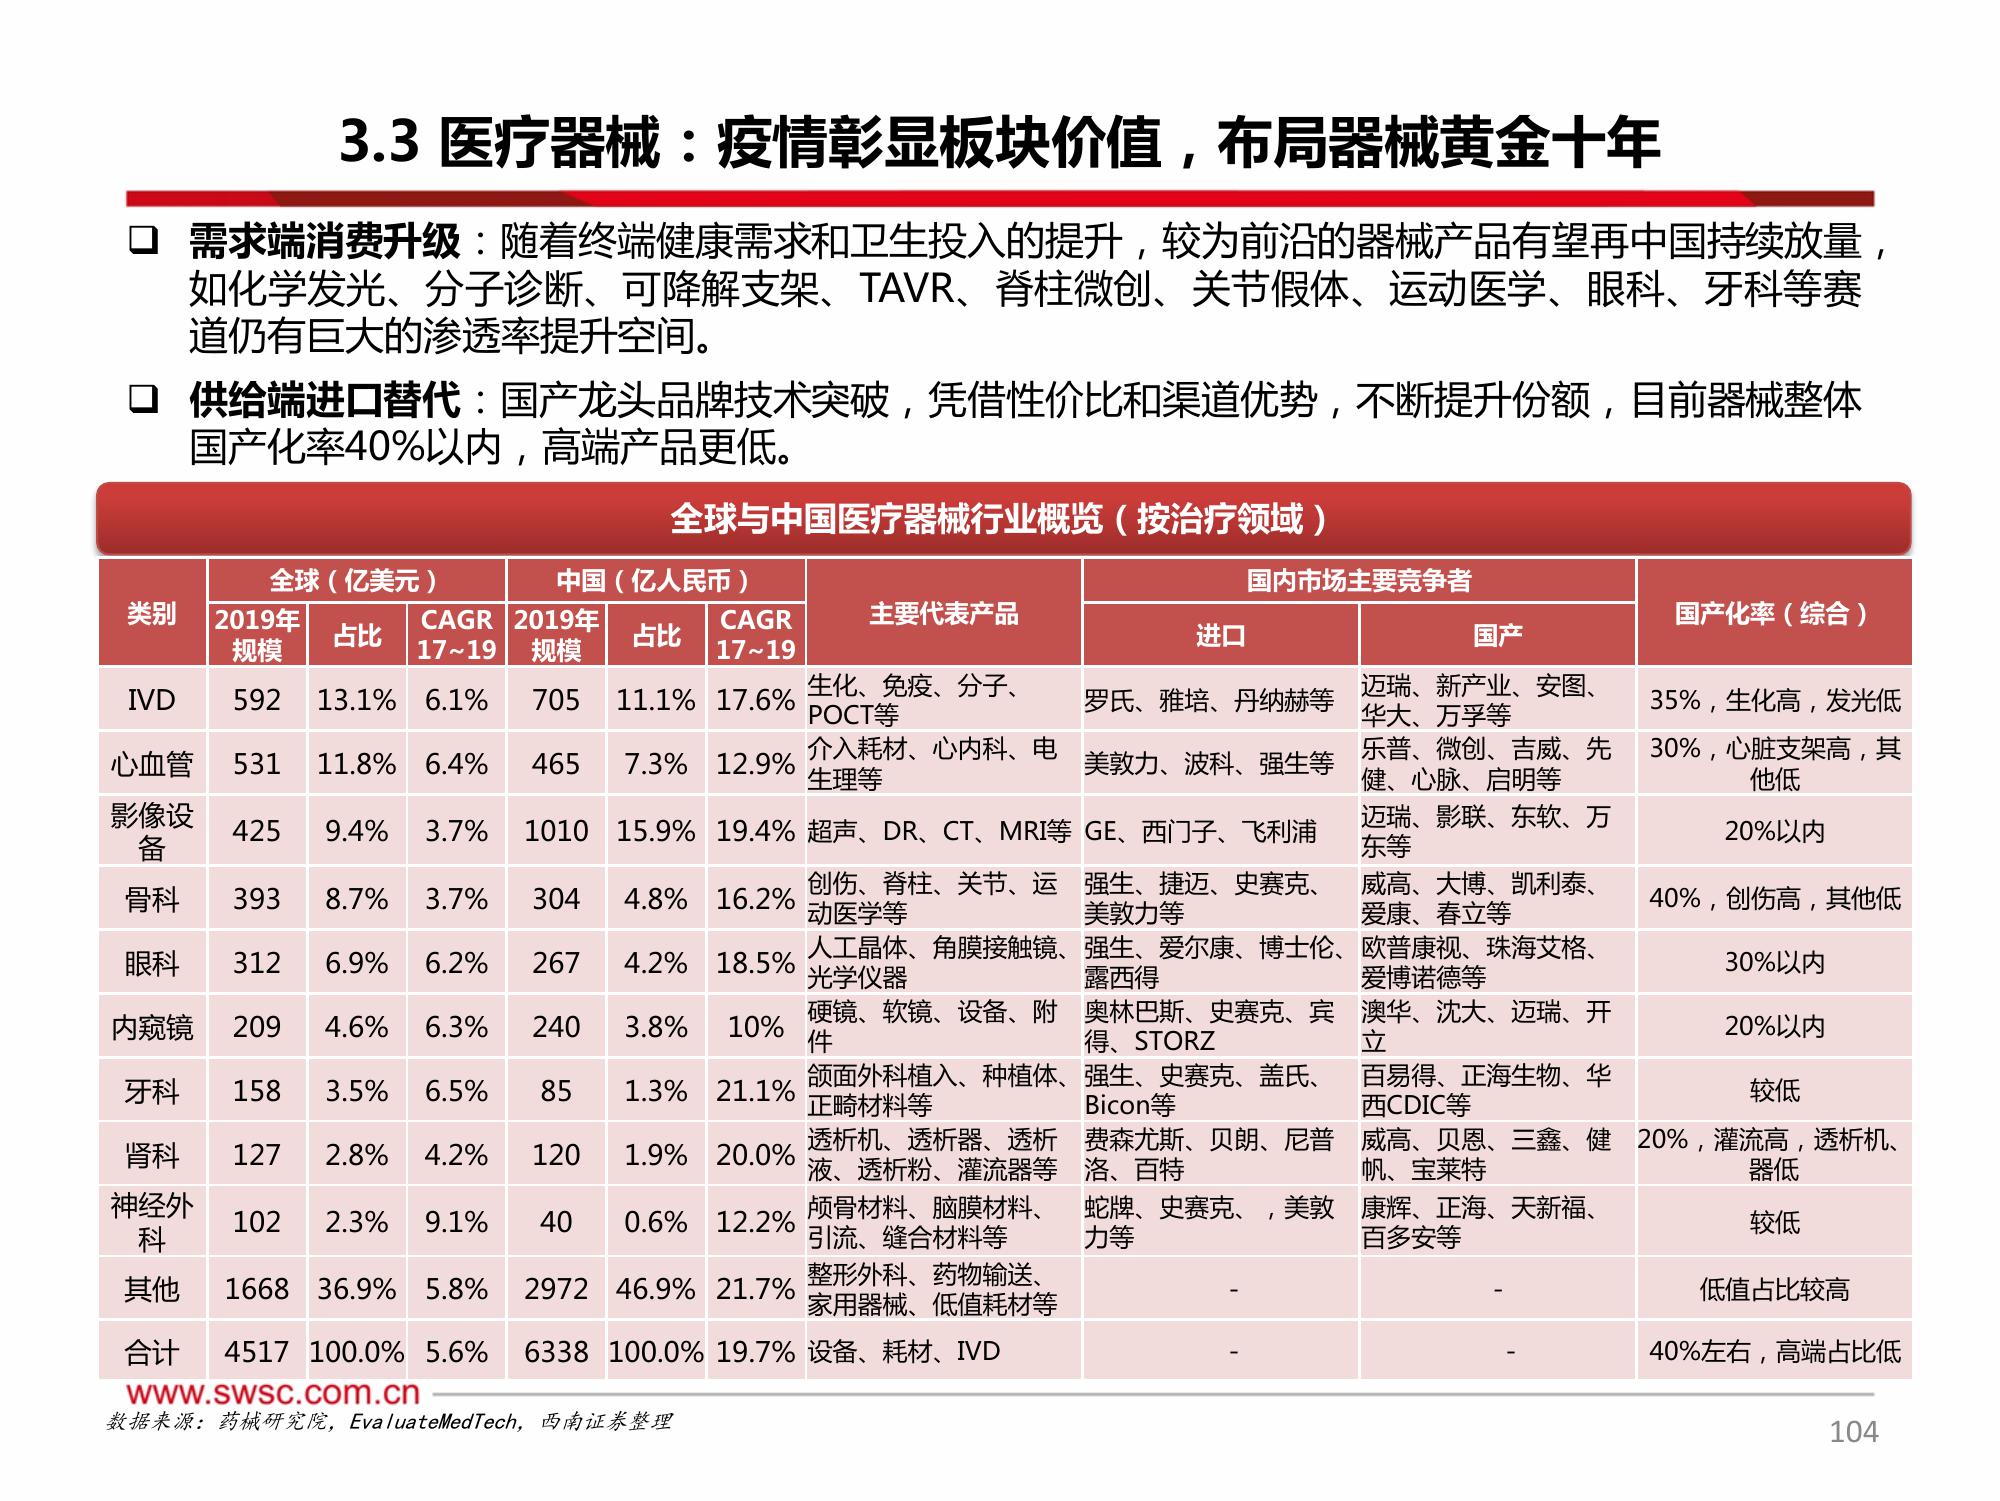 3.3 医疗器械：疫情彰显板块价值，布局器械黄金十年
❑ 需求端消费升级：随着终端健康需求和卫生投入的提升，较为前沿的器械产品有望再中国持续放量，
如化学发光、分子诊断、可降解支架、TAVR、脊柱微创、关节假体、运动医学、眼科、牙科等赛
道仍有巨大的渗透率提升空间。
❑ 供给端进口替代：国产龙头品牌技术突破，凭借性价比和渠道优势，不断提升份额，目前器械整体
国产化率40%以内，高端产品更低。
全球与中国医疗器械行业概览（按治疗领域）
类别 全球（亿美元） 中国（亿人民币） 主要代表产品 国内市场主要竞争者 国产化率（综合）
2019年规模 占比 CAGR 17~19 2019年规模 占比 CAGR 17~19 进口 国产
IVD 592 13.1% 6.1% 705 11.1% 17.6% 生化、免疫、分子、POCT等 罗氏、雅培、丹纳赫等 迈瑞、新产业、安图、华大、万孚等 35%，生化高，发光低
心血管 531 11.8% 6.4% 465 7.3% 12.9% 介入耗材、心内科、电生理等 美敦力、波科、强生等 乐普、微创、吉威、先健、心脉、启明等 30%，心脏支架高，其他低
影像设备 425 9.4% 3.7% 1010 15.9% 19.4% 超声、DR、CT、MRI等 GE、西门子、飞利浦 迈瑞、影联、东软、万东等 20%以内
骨科 393 8.7% 3.7% 304 4.8% 16.2% 创伤、脊柱、关节、运动医学等 强生、捷迈、史赛克、美敦力等 威高、大博、凯利泰、爱康、春立等 40%，创伤高，其他低
眼科 312 6.9% 6.2% 267 4.2% 18.5% 人工晶体、角膜接触镜、光学仪器 强生、爱尔康、博士伦、露西得 欧普康视、珠海艾格、爱博诺德等 30%以内
内窥镜 209 4.6% 6.3% 240 3.8% 10% 硬镜、软镜、设备、附件 奥林巴斯、史赛克、宾得、STORZ 澳华、沈大、迈瑞、开立 20%以内
牙科 158 3.5% 6.5% 85 1.3% 21.1% 颌面外科植入、种植体、正畸材料等 强生、史赛克、盖氏、Bicon等 百易得、正海生物、华西CDIC等 较低
肾科 127 2.8% 4.2% 120 1.9% 20.0% 透析机、透析器、透析液、透析粉、灌流器等 费森尤斯、贝朗、尼普洛、百特 威高、贝恩、三鑫、健帆、宝莱特 20%，灌流高，透析机、器低
神经外科 102 2.3% 9.1% 40 0.6% 12.2% 颅骨材料、脑膜材料、引流、缝合材料等 蛇牌、史赛克、，美敦力等 康辉、正海、天新福、百多安等 较低
其他 1668 36.9% 5.8% 2972 46.9% 21.7% 整形外科、药物输送、家用器械、低值耗材等 - - 低值占比较高
合计 4517 100.0% 5.6% 6338 100.0% 19.7% 设备、耗材、IVD - - 40%左右，高端占比低
www.swsc.com.cn
数据来源：药械研究院，EvaluateMedTech，西南证券整理
104